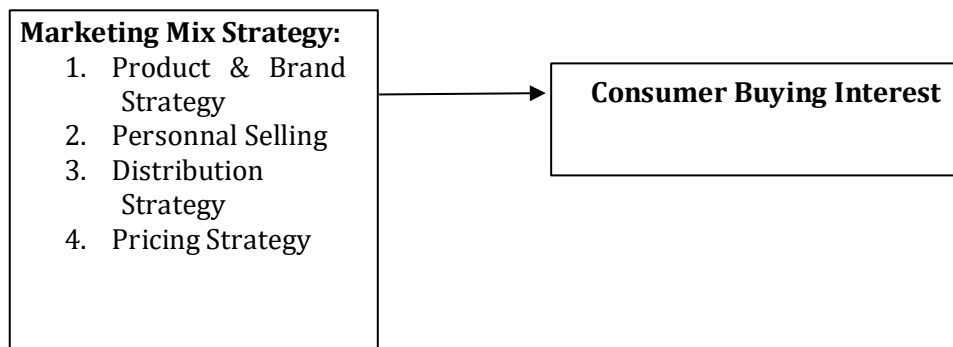 Marketing Mix Strategy:
1. Product & Brand
Strategy
2. Personnal Selling
3. Distribution
Strategy
4. Pricing Strategy
Consumer Buying Interest